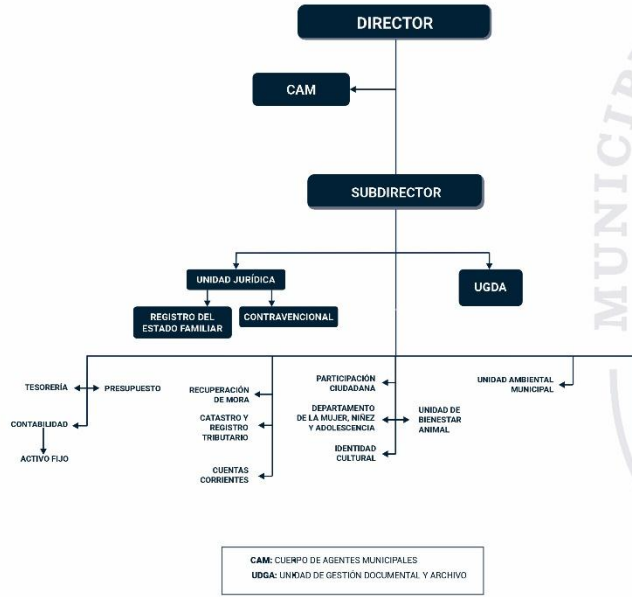 DIRECTOR
CAM
SUBDIRECTOR
UNIDAD JURÍDICA
UGDA
REGISTRO DEL
ESTADO FAMILIAR
CONTRAVENCIONAL
TESORERÍA
PRESUPUESTO
CONTABILIDAD
ACTIVO FIJO
RECUPERACIÓN
DE MORA
CATASTRO Y
REGISTRO
TRIBUTARIO
CUENTAS
CORRIENTES
PARTICIPACIÓN
CIUDADANA
DEPARTAMENTO
DE LA MUJER, NIÑEZ
Y ADOLESCENCIA
UNIDAD DE
BIENESTAR
ANIMAL
IDENTIDAD
CULTURAL
UNIDAD AMBIENTAL
MUNICIPAL
CAM: CUERPO DE AGENTES MUNICIPALES
UDGA: UNIDAD DE GESTIÓN DOCUMENTAL Y ARCHIVO